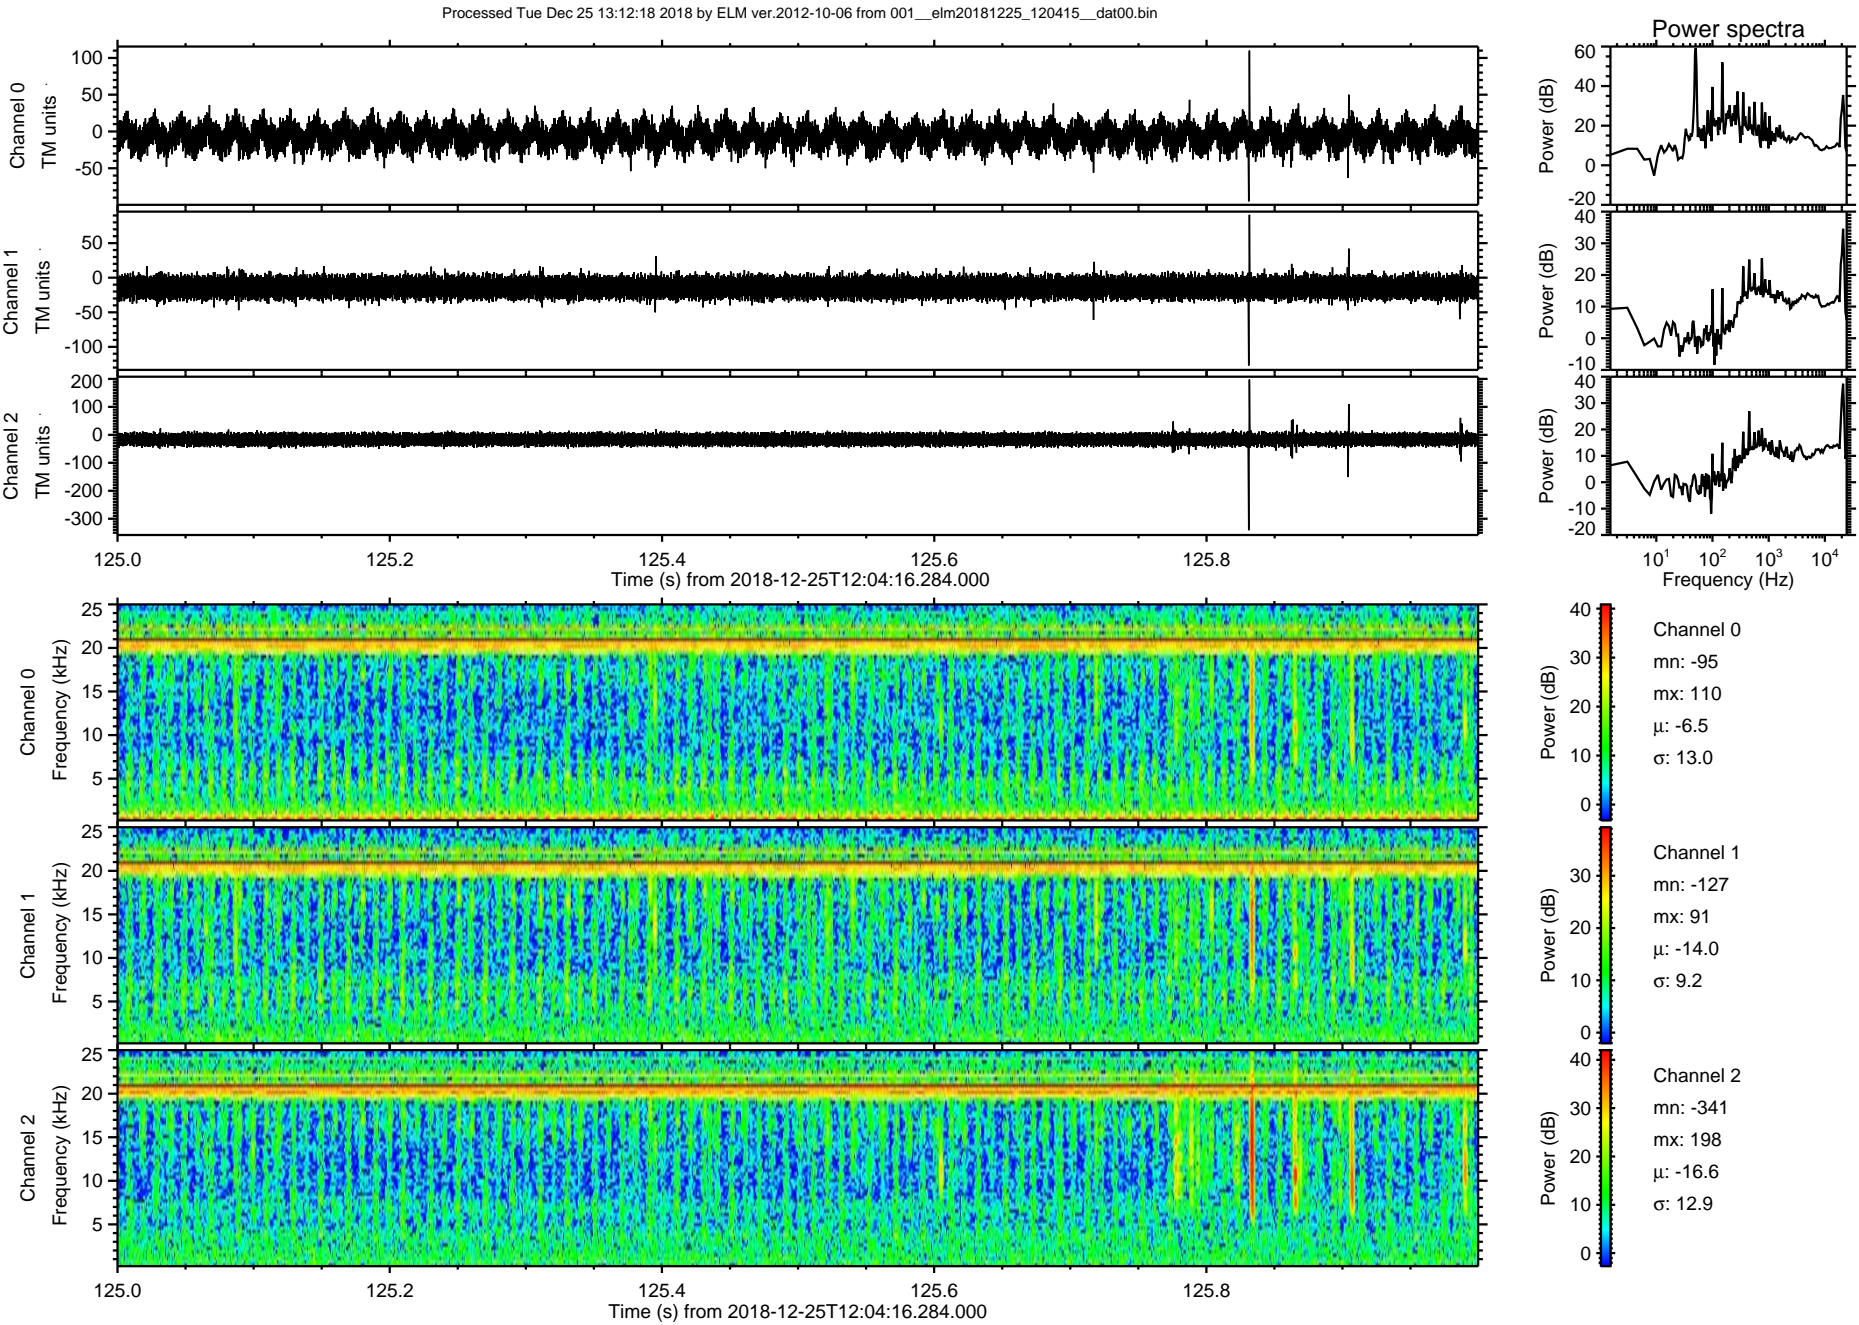 Processed Tue Dec 25 13:12:18 2018 by ELM ver.2012-10-06 from 001__elm20181225_120415__dat00.bin
Power spectra
Channel 0
TM units
100
50
0
-50
Power (dB)
60
40
20
0
-20
Channel 1
TM units
50
0
-50
-100
Power (dB)
40
30
20
10
0
-10
Channel 2
TM units
200
100
0
-100
-200
-300
Power (dB)
40
30
20
10
0
-10
-20
125.0 125.2 125.4 125.6 125.8
Time (s) from 2018-12-25T12:04:16.284.000
10^1 10^2 10^3 10^4
Frequency (Hz)
Channel 0
Frequency (kHz)
25
20
15
10
5
Power (dB)
40
30
20
10
0
Channel 0
mn: -95
mx: 110
μ: -6.5
σ: 13.0
Channel 1
Frequency (kHz)
25
20
15
10
5
Power (dB)
30
20
10
0
Channel 1
mn: -127
mx: 91
μ: -14.0
σ: 9.2
Channel 2
Frequency (kHz)
25
20
15
10
5
Power (dB)
40
30
20
10
0
Channel 2
mn: -341
mx: 198
μ: -16.6
σ: 12.9
125.0 125.2 125.4 125.6 125.8
Time (s) from 2018-12-25T12:04:16.284.000